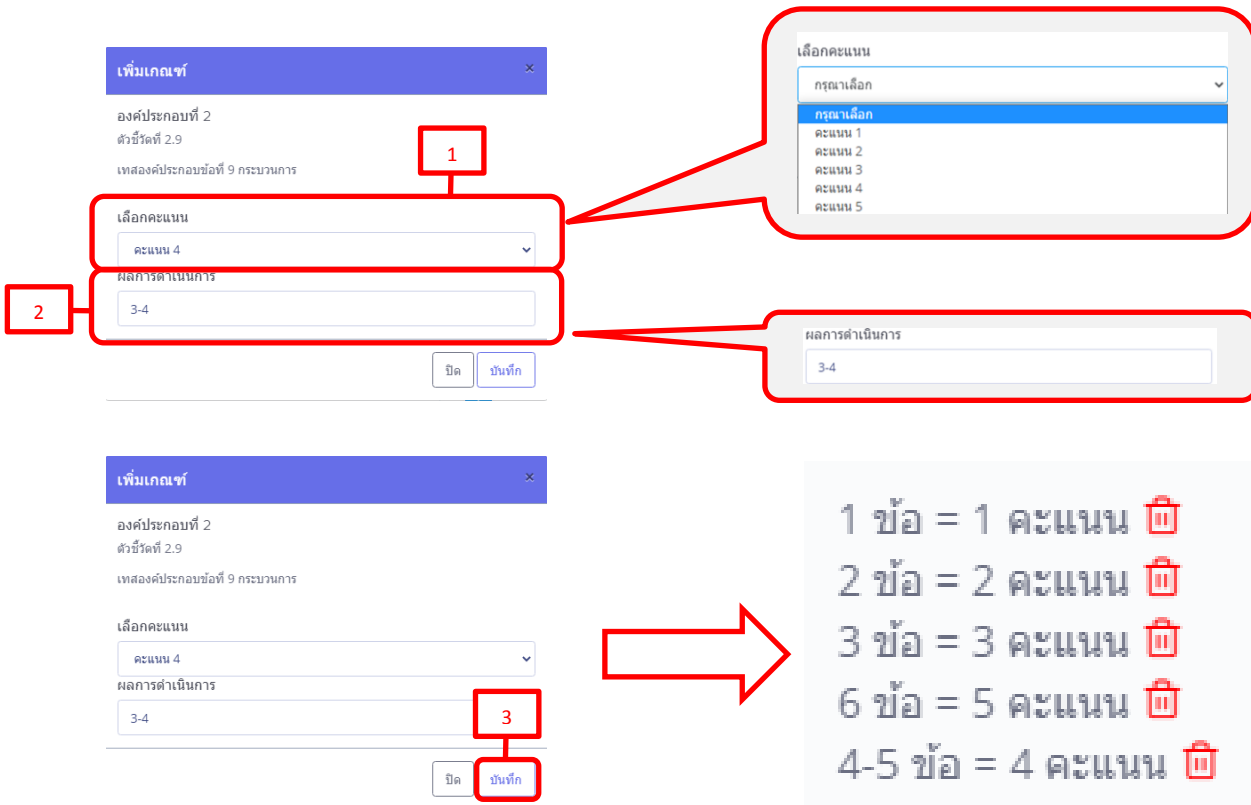 เพิ่มเกณฑ์ ×
องค์ประกอบที่ 2
ตัวชี้วัดที่ 2.9
เทสองค์ประกอบข้อที่ 9 กระบวนการ
1
เลือกคะแนน
คะแนน 4
2
ผลการดำเนินการ
3-4
ปิด บันทึก
เลือกคะแนน
กรุณาเลือก
กรุณาเลือก
คะแนน 1
คะแนน 2
คะแนน 3
คะแนน 4
คะแนน 5
ผลการดำเนินการ
3-4
เพิ่มเกณฑ์ ×
องค์ประกอบที่ 2
ตัวชี้วัดที่ 2.9
เทสองค์ประกอบข้อที่ 9 กระบวนการ
เลือกคะแนน
คะแนน 4
ผลการดำเนินการ
3-4
3
ปิด บันทึก
1 ข้อ = 1 คะแนน
2 ข้อ = 2 คะแนน
3 ข้อ = 3 คะแนน
6 ข้อ = 5 คะแนน
4-5 ข้อ = 4 คะแนน